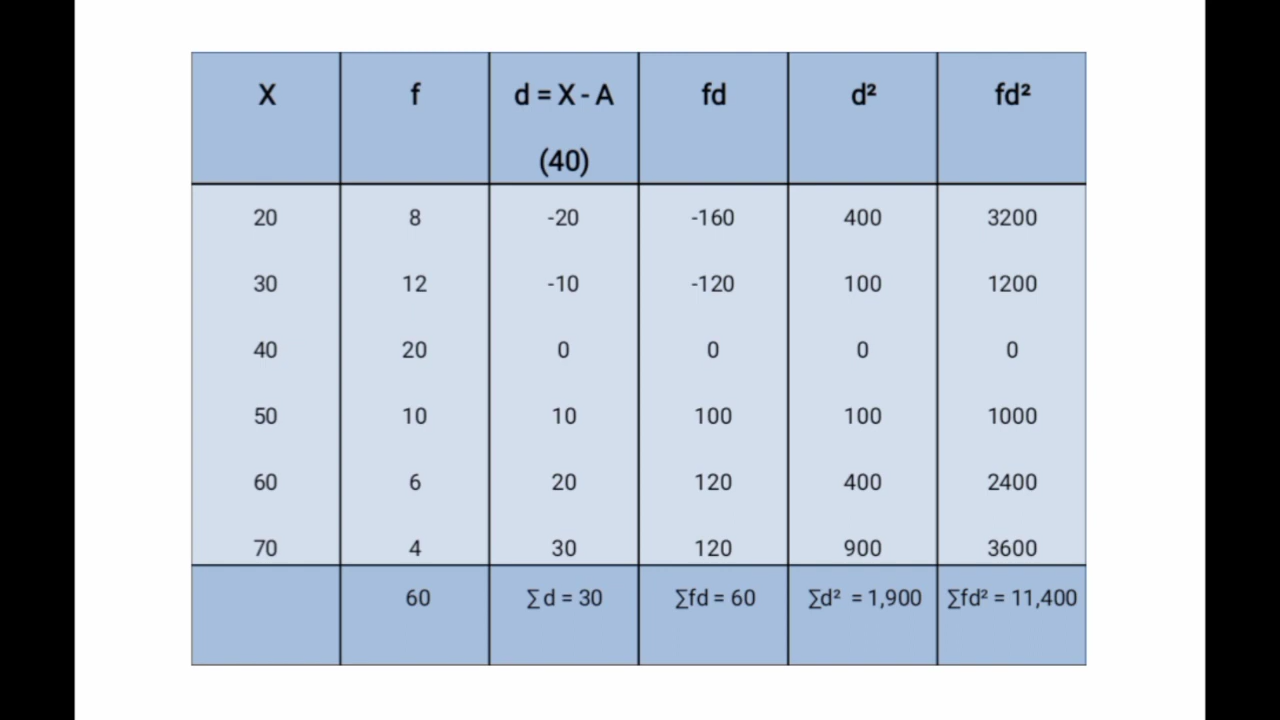 X f d = X - A fd d² fd²
(40)
20 8 -20 -160 400 3200
30 12 -10 -120 100 1200
40 20 0 0 0 0
50 10 10 100 100 1000
60 6 20 120 400 2400
70 4 30 120 900 3600
60 ∑ d = 30 ∑fd = 60 ∑d² = 1,900 ∑fd² = 11,400